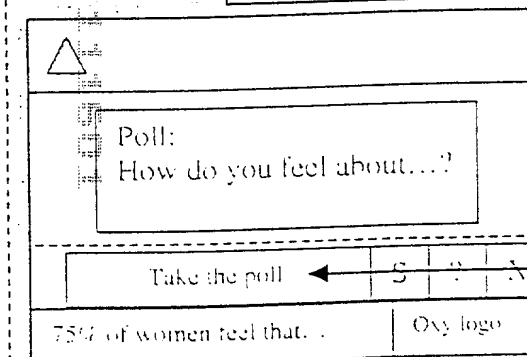 Poll:
How do you feel about...?
Take the poll S ? X
75% of women feel that...
Oxy logo